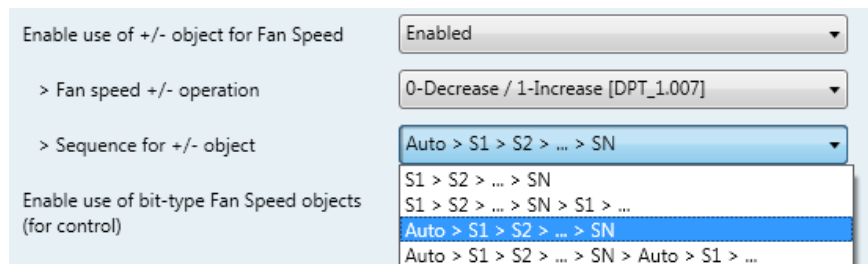 Enable use of +/- object for Fan Speed
Enabled
> Fan speed +/- operation
0-Decrease / 1-Increase [DPT_1.007]
> Sequence for +/- object
Auto > S1 > S2 > ... > SN
S1 > S2 > ... > SN
S1 > S2 > ... > SN > S1 > ...
Enable use of bit-type Fan Speed objects
(for control)
Auto > S1 > S2 > ... > SN
Auto > S1 > S2 > ... > SN > Auto > S1 > ...